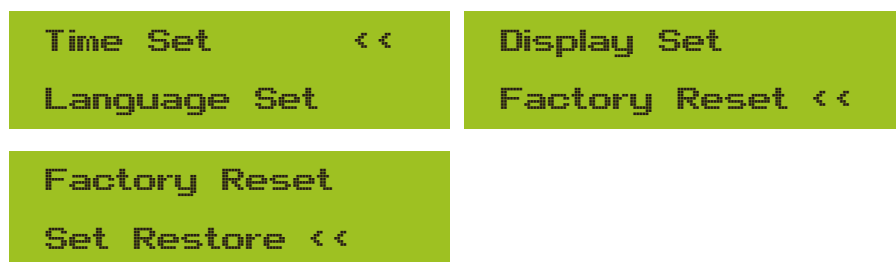 Time Set <<
Language Set
Display Set
Factory Reset <<
Factory Reset
Set Restore <<